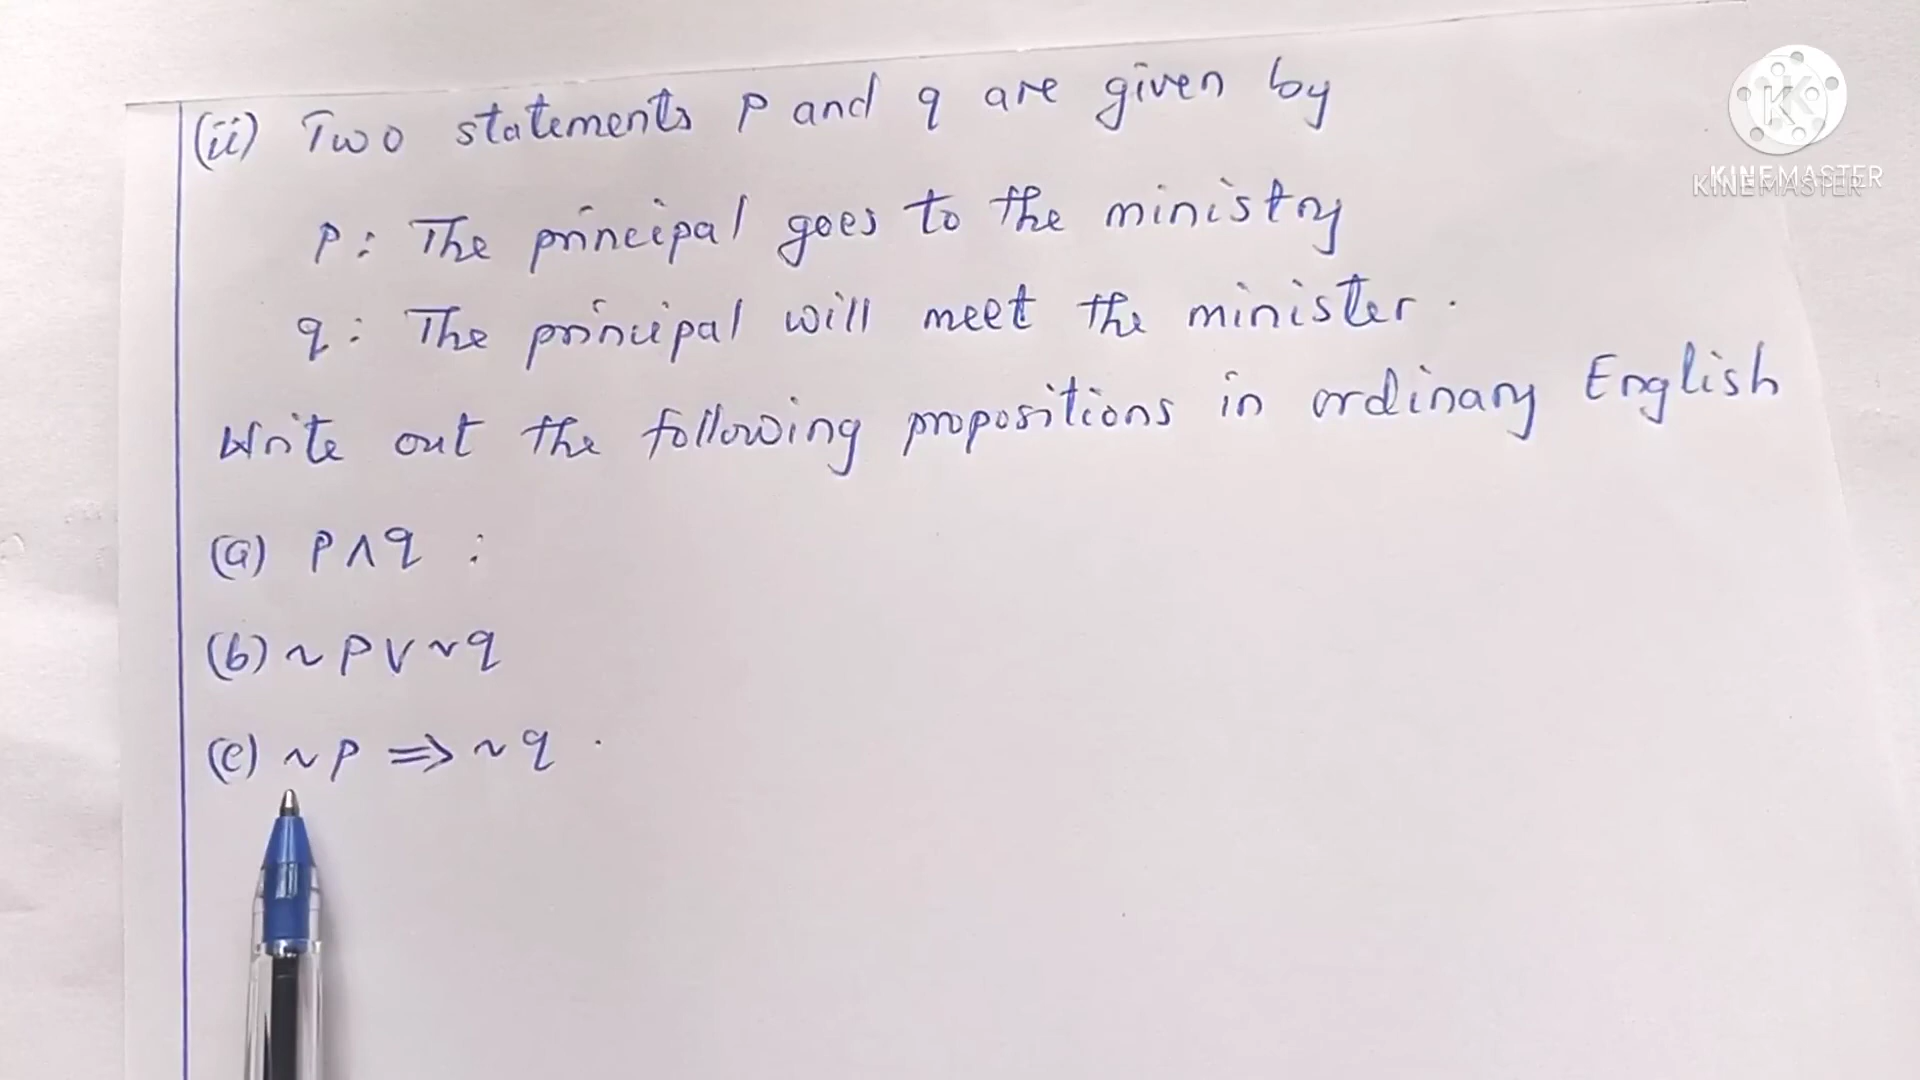 (ii) Two statements p and q are given by
p: The principal goes to the ministry
q: The principal will meet the minister.
Write out the following propositions in ordinary English
(a) p ∧ q :
(b) ~ p ∨ ~ q
(c) ~ p ⇒ ~ q .
KINEMASTER
KINEMASTER